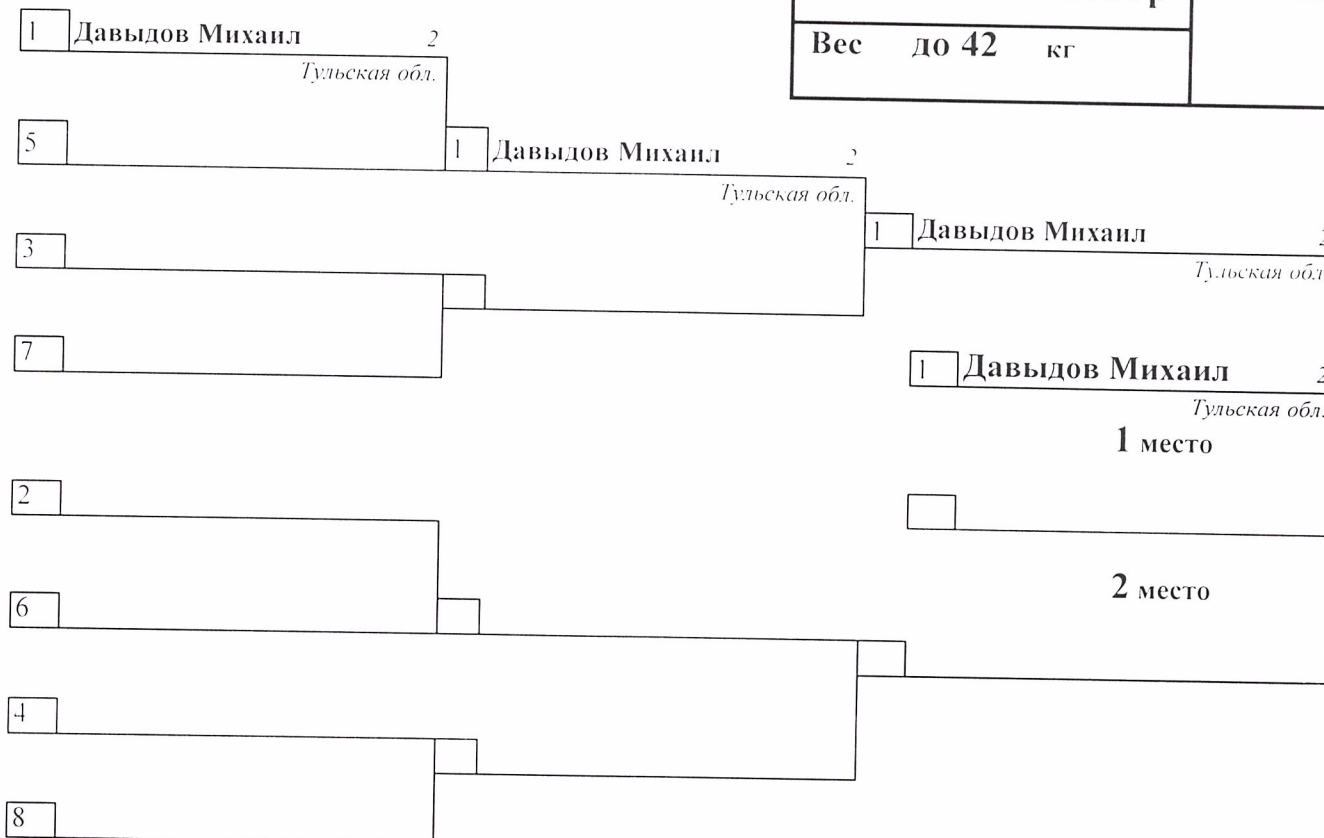 Вес до 42 кг
1 Давыдов Михаил 2
Тульская обл.
5
1 Давыдов Михаил 2
Тульская обл.
3
1 Давыдов Михаил
Тульская обл
7
1 Давыдов Михаил 2
Тульская обл.
1 место
2
2 место
6
4
8